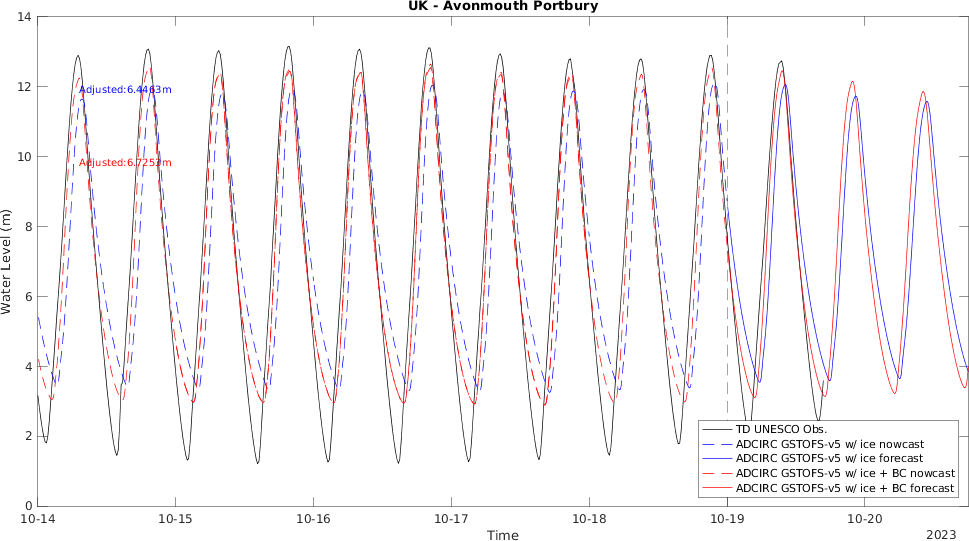 UK - Avonmouth Portbury
14
12
10
8
6
4
2
0
Water Level (m)
Adjusted:6.4463m
Adjusted:6.7253m
TD UNESCO Obs.
ADCIRC GSTOFS-v5 w/ ice nowcast
ADCIRC GSTOFS-v5 w/ ice forecast
ADCIRC GSTOFS-v5 w/ ice + BC nowcast
ADCIRC GSTOFS-v5 w/ ice + BC forecast
10-14 10-15 10-16 10-17 10-18 10-19 10-20
Time
2023